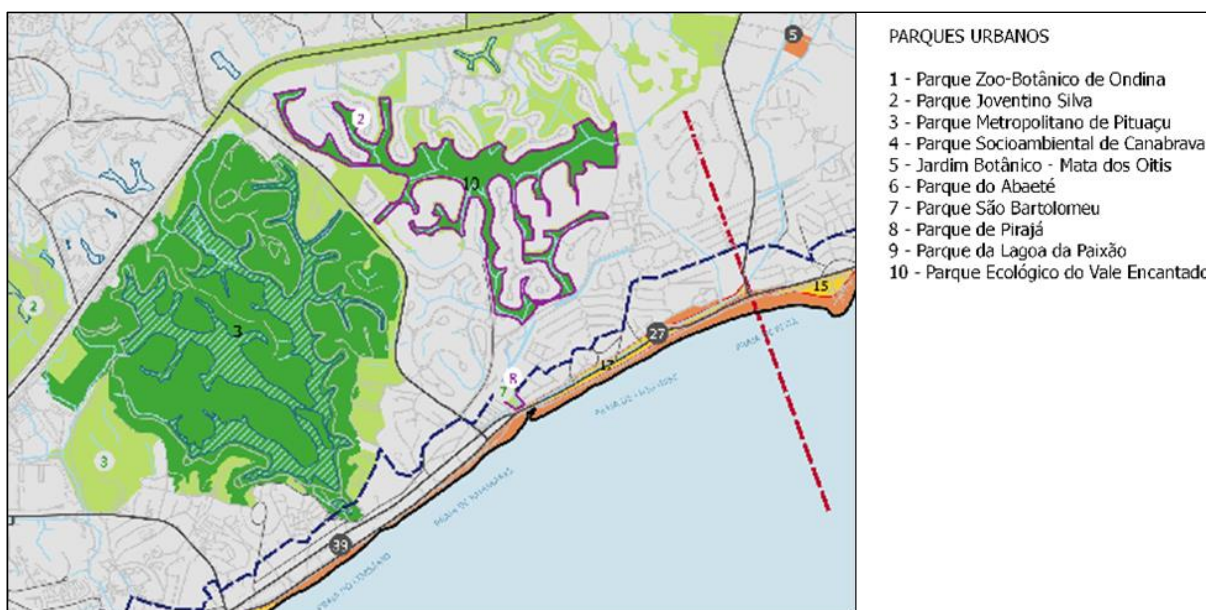 5
2
10
2
3
3
15
27
17
8
7
39
PARQUES URBANOS
1 - Parque Zoo-Botânico de Ondina
2 - Parque Joventino Silva
3 - Parque Metropolitano de Pituaçu
4 - Parque Socioambiental de Canabrava
5 - Jardim Botânico - Mata dos Oitis
6 - Parque do Abaeté
7 - Parque São Bartolomeu
8 - Parque de Pirajá
9 - Parque da Lagoa da Paixão
10 - Parque Ecológico do Vale Encantado